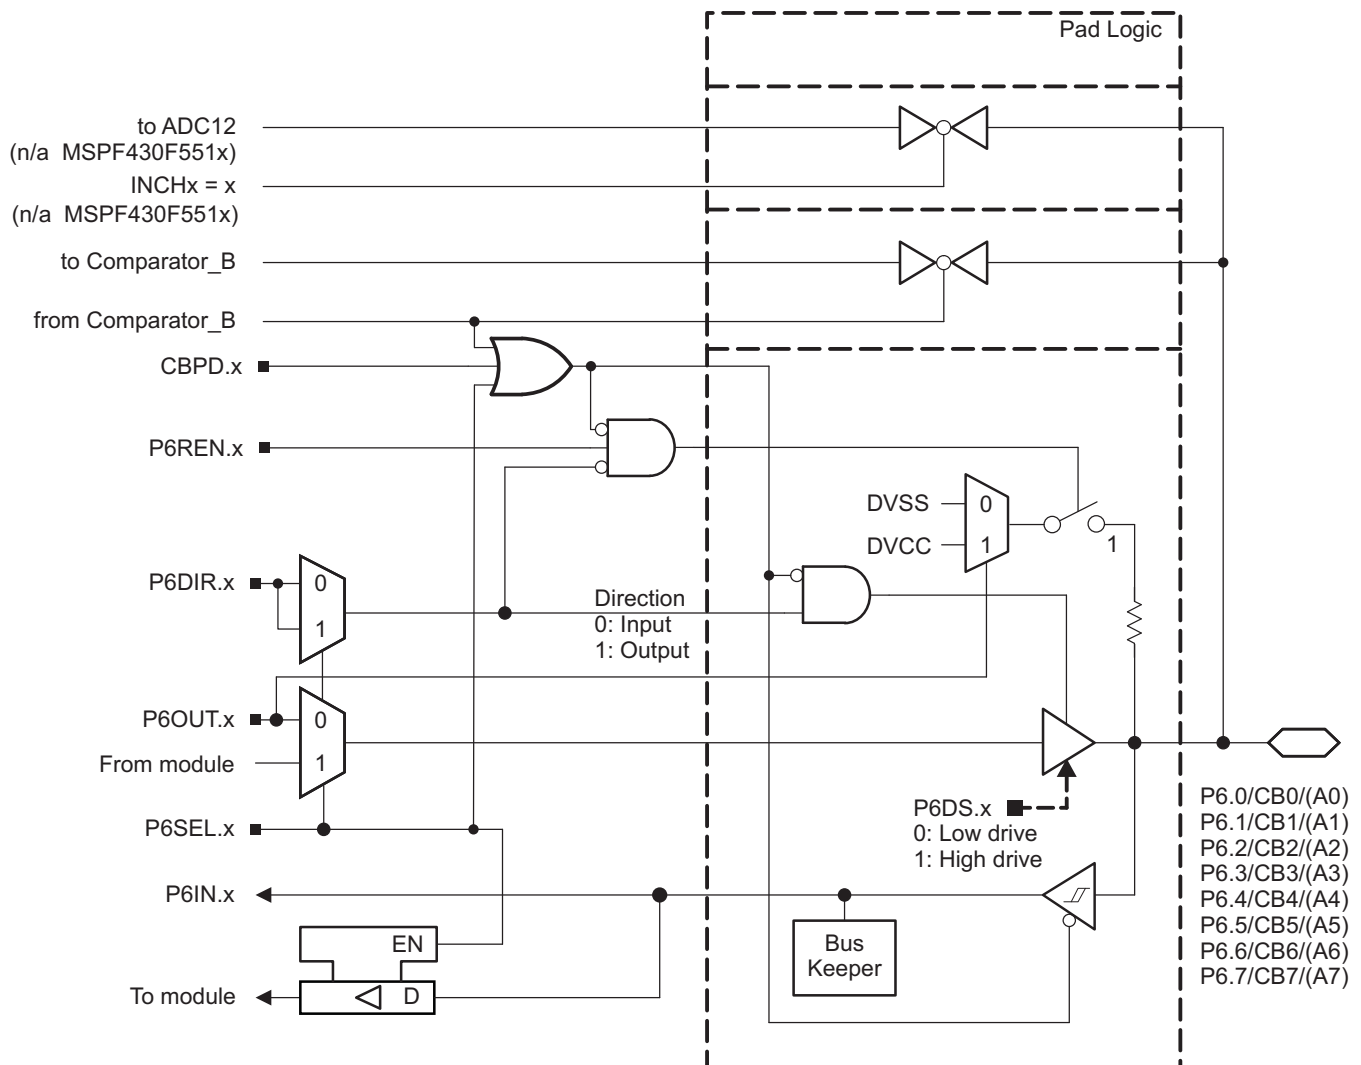 Pad Logic
to ADC12
(n/a MSPF430F551x)
INCHx = x
(n/a MSPF430F551x)
to Comparator_B
from Comparator_B
CBPD.x
P6REN.x
DVSS
0
DVCC
1
1
P6DIR.x
0
1
Direction
0: Input
1: Output
P6OUT.x
0
From module
1
P6DS.x
0: Low drive
1: High drive
P6SEL.x
P6IN.x
EN
Bus
Keeper
To module
D
P6.0/CB0/(A0)
P6.1/CB1/(A1)
P6.2/CB2/(A2)
P6.3/CB3/(A3)
P6.4/CB4/(A4)
P6.5/CB5/(A5)
P6.6/CB6/(A6)
P6.7/CB7/(A7)